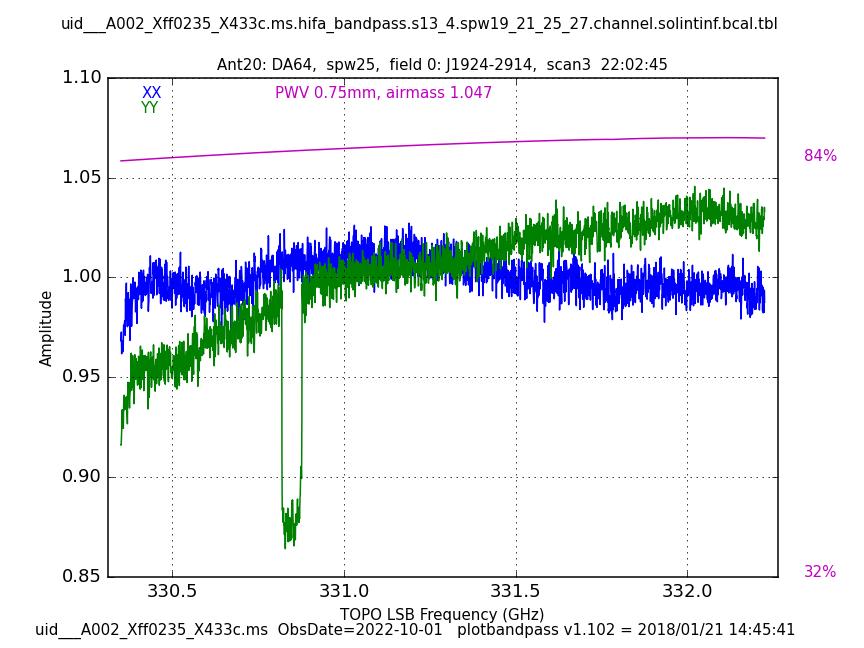 uid___A002_Xff0235_X433c.ms.hifa_bandpass.s13_4.spw19_21_25_27.channel.solintinf.bcal.tbl
Ant20: DA64,  spw25,  field 0: J1924-2914,  scan3  22:02:45
1.10
XX
PWV 0.75mm, airmass 1.047
YY
84%
1.05
1.00
Amplitude
0.95
0.90
32%
0.85
330.5 331.0 331.5 332.0
TOPO LSB Frequency (GHz)
uid___A002_Xff0235_X433c.ms  ObsDate=2022-10-01   plotbandpass v1.102 = 2018/01/21 14:45:41